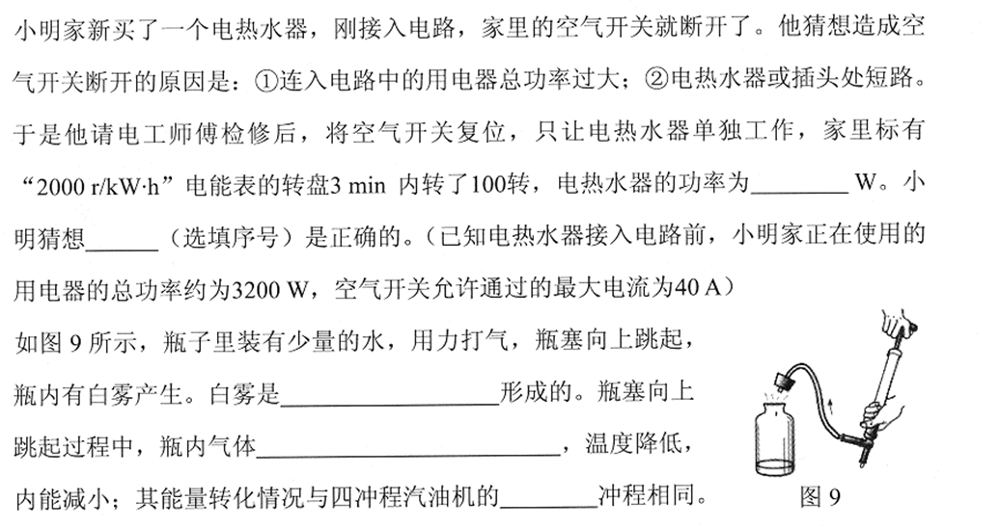 小明家新买了一个电热水器，刚接入电路，家里的空气开关就断开了。他猜想造成空
气开关断开的原因是：①连入电路中的用电器总功率过大；②电热水器或插头处短路。
于是他请电工师傅检修后，将空气开关复位，只让电热水器单独工作，家里标有
“2000 r/kW·h”电能表的转盘3 min 内转了100转，电热水器的功率为________ W。小
明猜想______（选填序号）是正确的。（已知电热水器接入电路前，小明家正在使用的
用电器的总功率约为3200 W，空气开关允许通过的最大电流为40 A）
如图 9 所示，瓶子里装有少量的水，用力打气，瓶塞向上跳起，
瓶内有白雾产生。白雾是__________________形成的。瓶塞向上
跳起过程中，瓶内气体_________________________，温度降低，
内能减小；其能量转化情况与四冲程汽油机的________冲程相同。
图 9